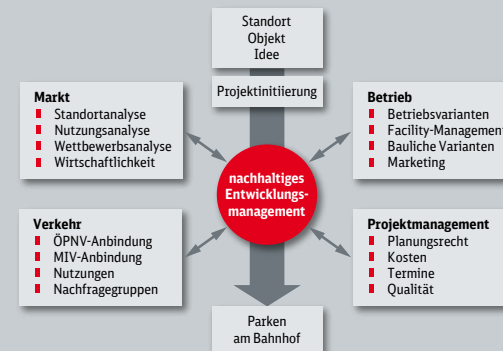 Standort
Objekt
Idee
Projektinitiierung
Markt
Standortanalyse
Nutzungsanalyse
Wettbewerbsanalyse
Wirtschaftlichkeit
Betrieb
Betriebsvarianten
Facility-Management
Bauliche Varianten
Marketing
nachhaltiges
Entwicklungs-
management
Verkehr
ÖPNV-Anbindung
MIV-Anbindung
Nutzungen
Nachfragegruppen
Projektmanagement
Planungsrecht
Kosten
Termine
Qualität
Parken
am Bahnhof